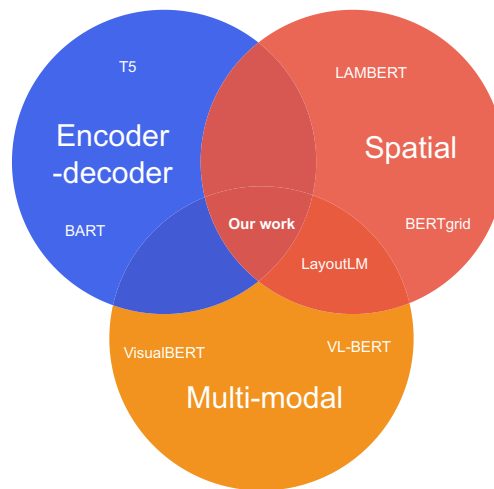 T5
LAMBERT
Encoder
-decoder
Spatial
BART
Our work
BERTgrid
LayoutLM
VisualBERT
VL-BERT
Multi-modal